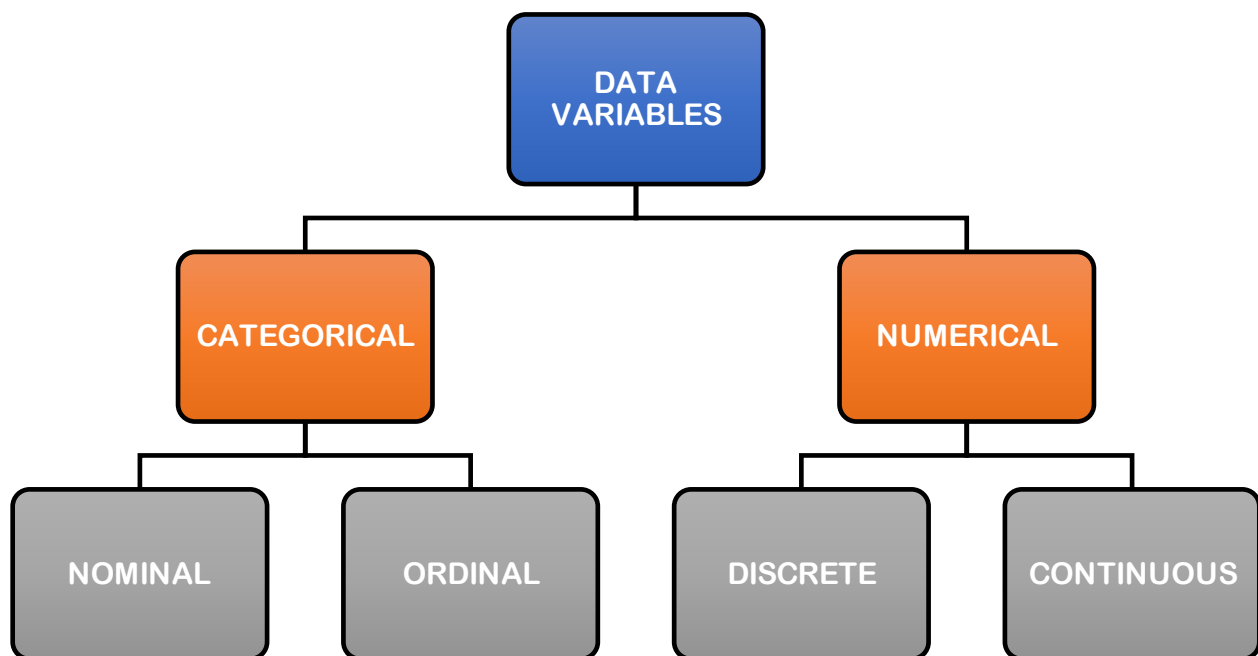 DATA
VARIABLES
CATEGORICAL
NUMERICAL
NOMINAL
ORDINAL
DISCRETE
CONTINUOUS